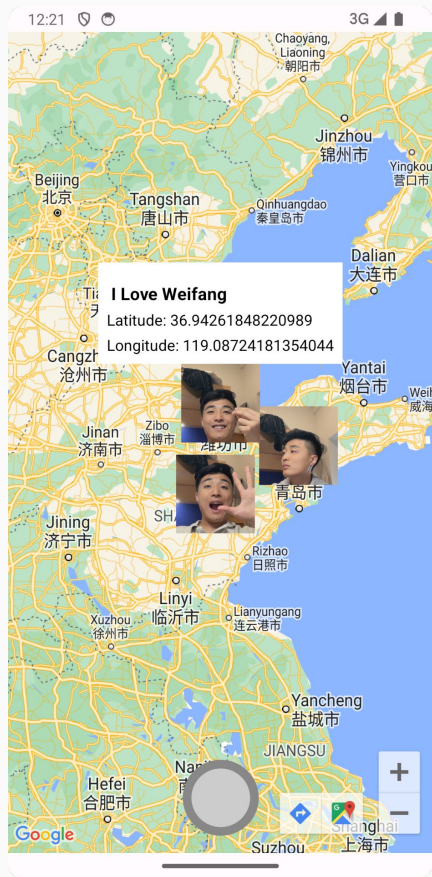 12:21
3G
Chaoyang,
Liaoning
朝阳市
Jinzhou
锦州市
Yingkou
营口市
Beijing
北京
Tangshan
唐山市
Qinhuangdao
秦皇岛市
Dalian
大连市
I Love Weifang
Latitude: 36.94261848220989
Longitude: 119.08724181354044
沧州市
Yantai
烟台市
Jinan
济南市
Zibo
淄博市
潍坊市
青岛市
Jining
济宁市
Rizhao
日照市
Linyi
临沂市
Xuzhou
徐州市
Lianyungang
连云港市
Yancheng
盐城市
JIANGSU
Hefei
合肥市
Shanghai
上海市
Suzhou
Google